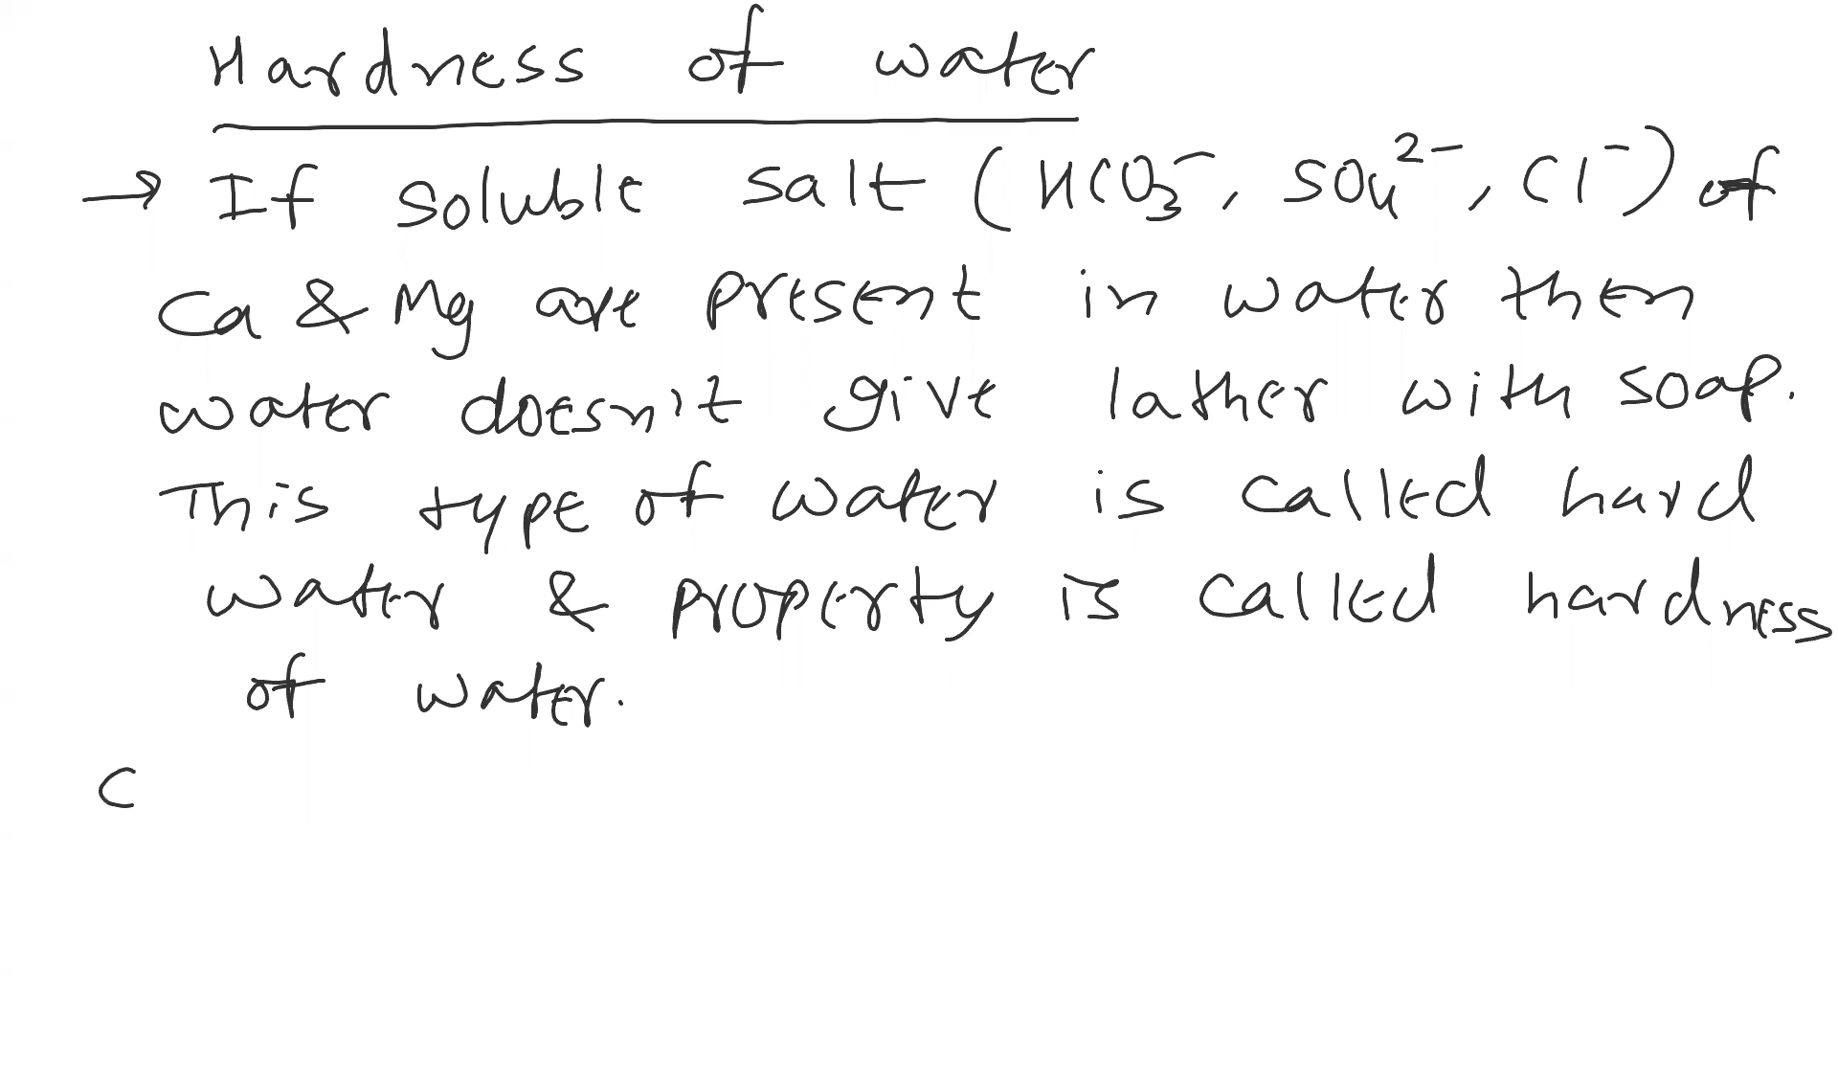 Hardness of water
→ If soluble salt (HCO₃⁻, SO₄²⁻, Cl⁻) of
Ca & Mg are present in water then
water doesn't give lather with soap.
This type of water is called hard
water & property is called hardness
of water.
C